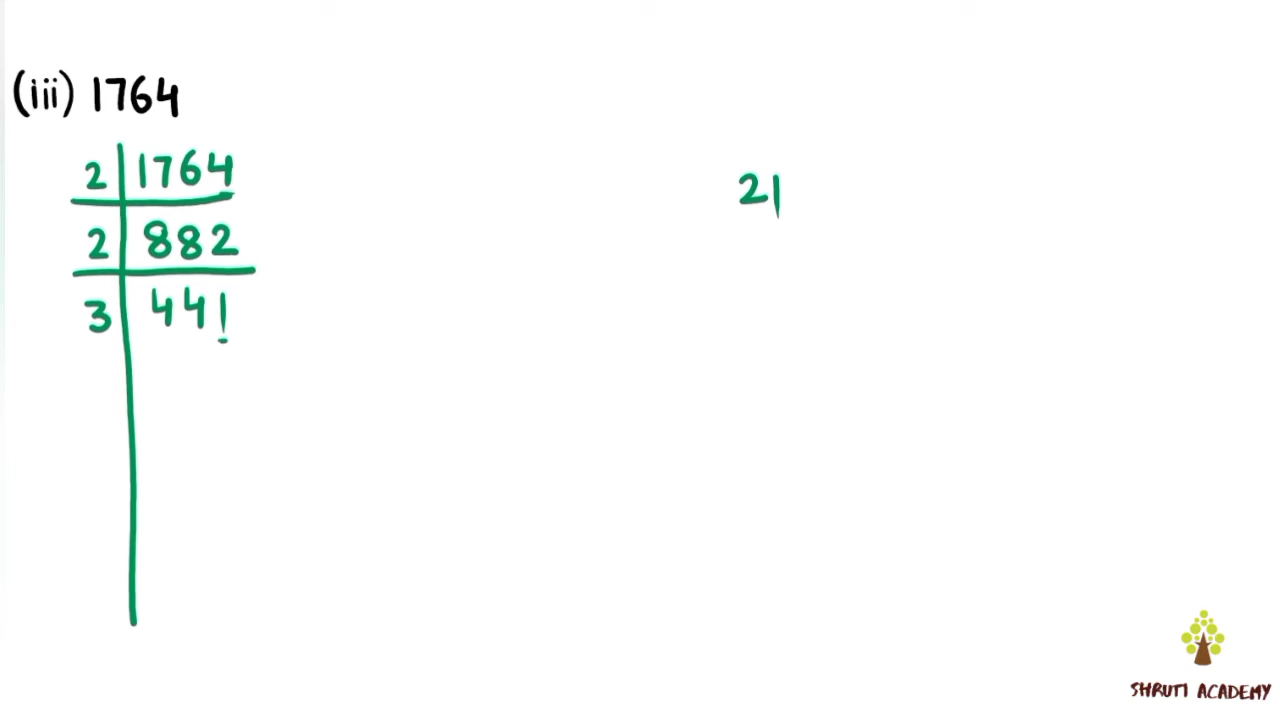 (iii) 1764
2 | 1764
21
2 | 882
3 | 441
SHRUTI ACADEMY